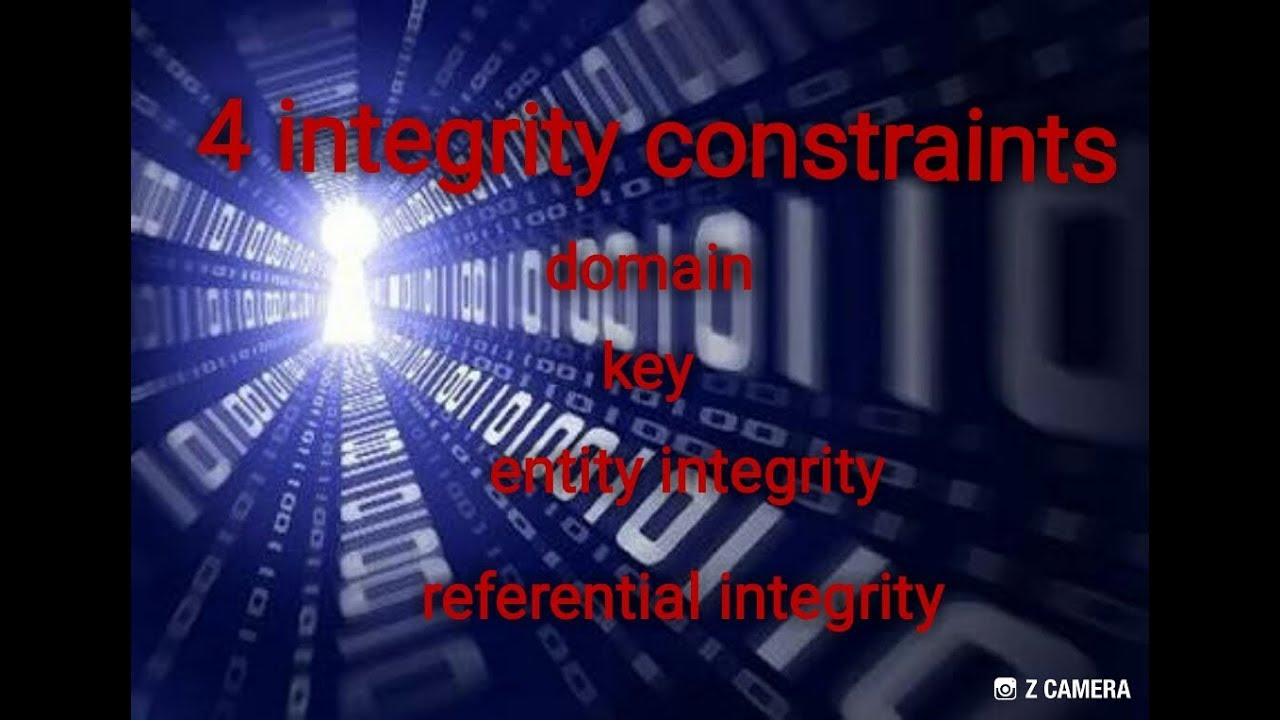 4 integrity constraints
domain
key
entity integrity
referential integrity
Z CAMERA